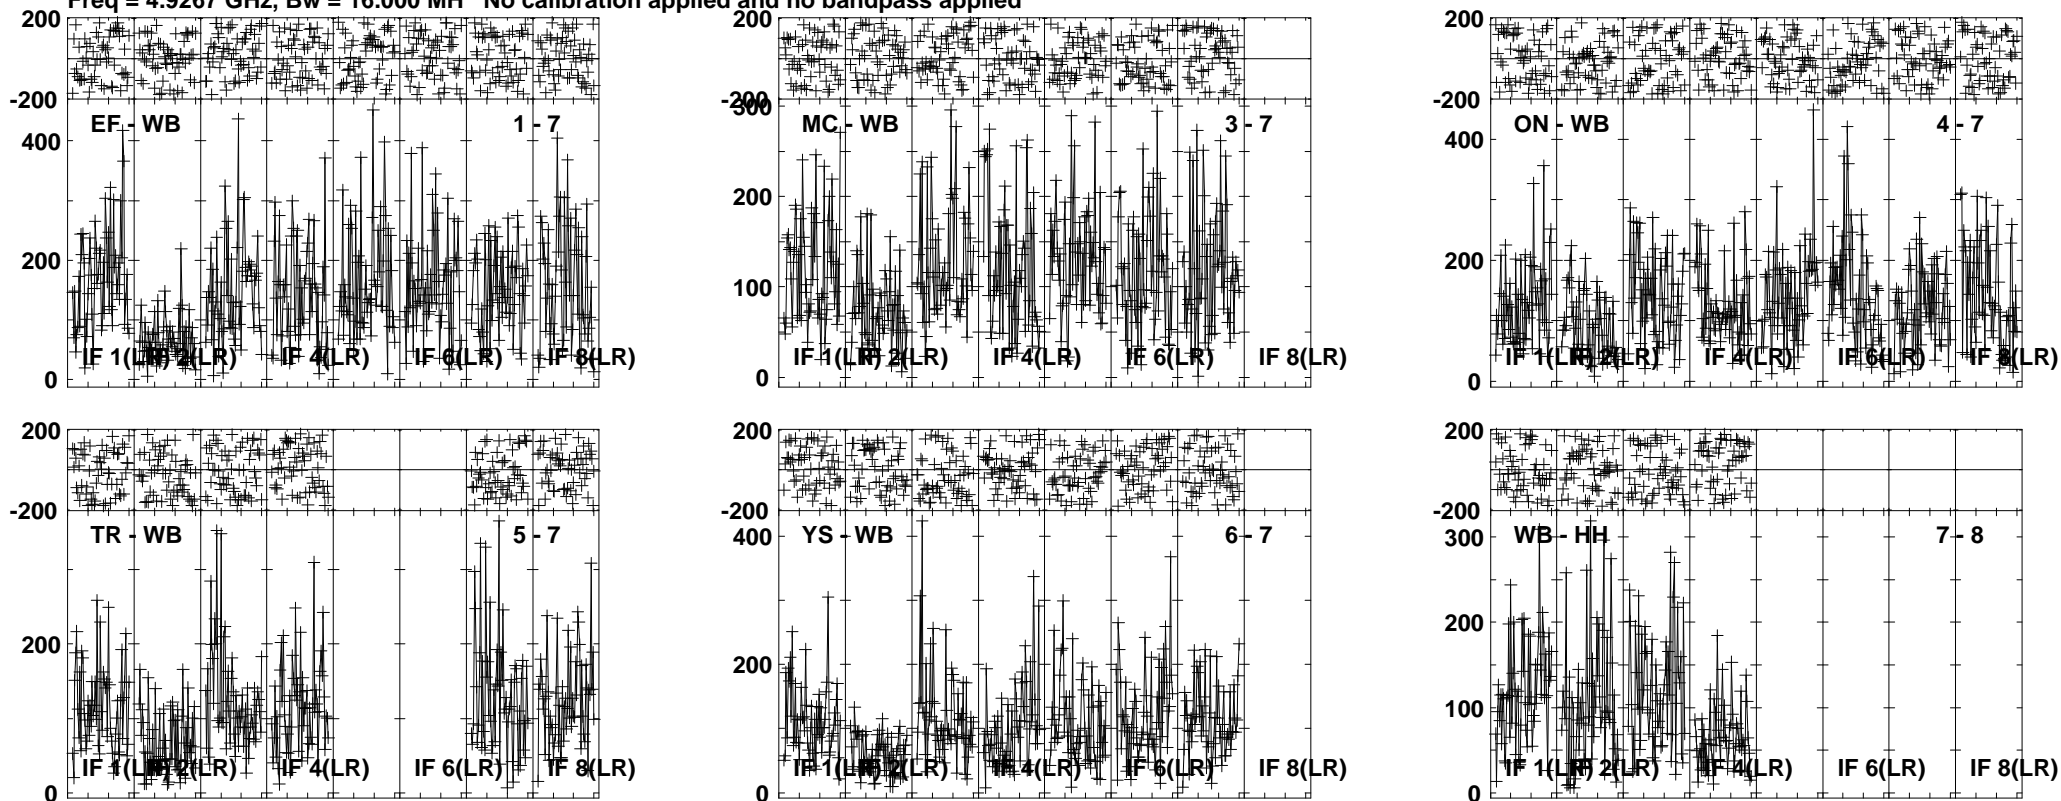 Freq = 4.9267 GHz, Bw = 16.000 MH No calibration applied and no bandpass applied
200
-200
EF - WB 1 - 7
400
200
0
IF 1(LR) IF 2(LR) IF 4(LR) IF 6(LR) IF 8(LR)
200
-200
300
MC - WB 3 - 7
200
100
0
IF 1(LR) IF 2(LR) IF 4(LR) IF 6(LR) IF 8(LR)
200
-200
ON - WB 4 - 7
400
200
0
IF 1(LR) IF 2(LR) IF 4(LR) IF 6(LR) IF 8(LR)
200
-200
TR - WB 5 - 7
200
0
IF 1(LR) IF 2(LR) IF 4(LR) IF 6(LR) IF 8(LR)
200
-200
YS - WB 6 - 7
400
200
0
IF 1(LR) IF 2(LR) IF 4(LR) IF 6(LR) IF 8(LR)
200
-200
WB - HH 7 - 8
300
200
100
0
IF 1(LR) IF 2(LR) IF 4(LR) IF 6(LR) IF 8(LR)